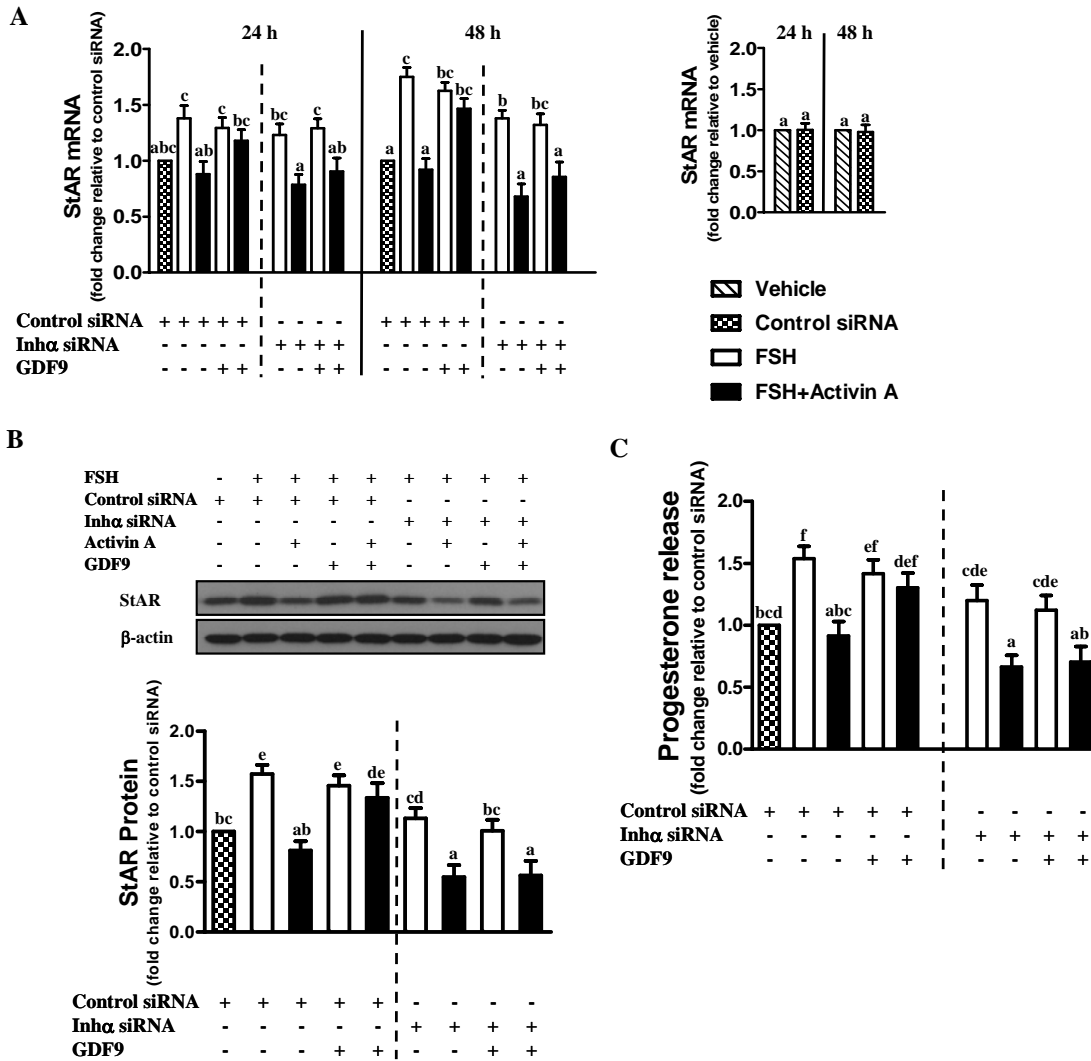 A
24 h
48 h
StAR mRNA
(fold change relative to control siRNA)
2.0
1.5
1.0
0.5
0.0
abc c ab c bc bc a c ab
a c a bc bc b a bc a
Control siRNA + + + + + - - - - + + + + + - - - -
Inhα siRNA - - - - - + + + + - - - - - + + + +
GDF9 - - - + + - - + + - - - + + - - + +
24 h 48 h
StAR mRNA
(fold change relative to vehicle)
2.0
1.5
1.0
0.5
0.0
a a a a
Vehicle
Control siRNA
FSH
FSH+Activin A
B
FSH - + + + + + + + +
Control siRNA + + + + + - - - -
Inhα siRNA - - - - - + + + +
Activin A - - + - + - + - +
GDF9 - - - + + - - + +
StAR
β-actin
StAR Protein
(fold change relative to control siRNA)
2.0
1.5
1.0
0.5
0.0
bc e ab e de cd a bc a
Control siRNA + + + + + - - - -
Inhα siRNA - - - - - + + + +
GDF9 - - - + + - - + +
C
Progesterone release
(fold change relative to control siRNA)
2.0
1.5
1.0
0.5
0.0
bcd f abc ef def cde a cde ab
Control siRNA + + + + + - - - -
Inhα siRNA - - - - - + + + +
GDF9 - - - + + - - + +